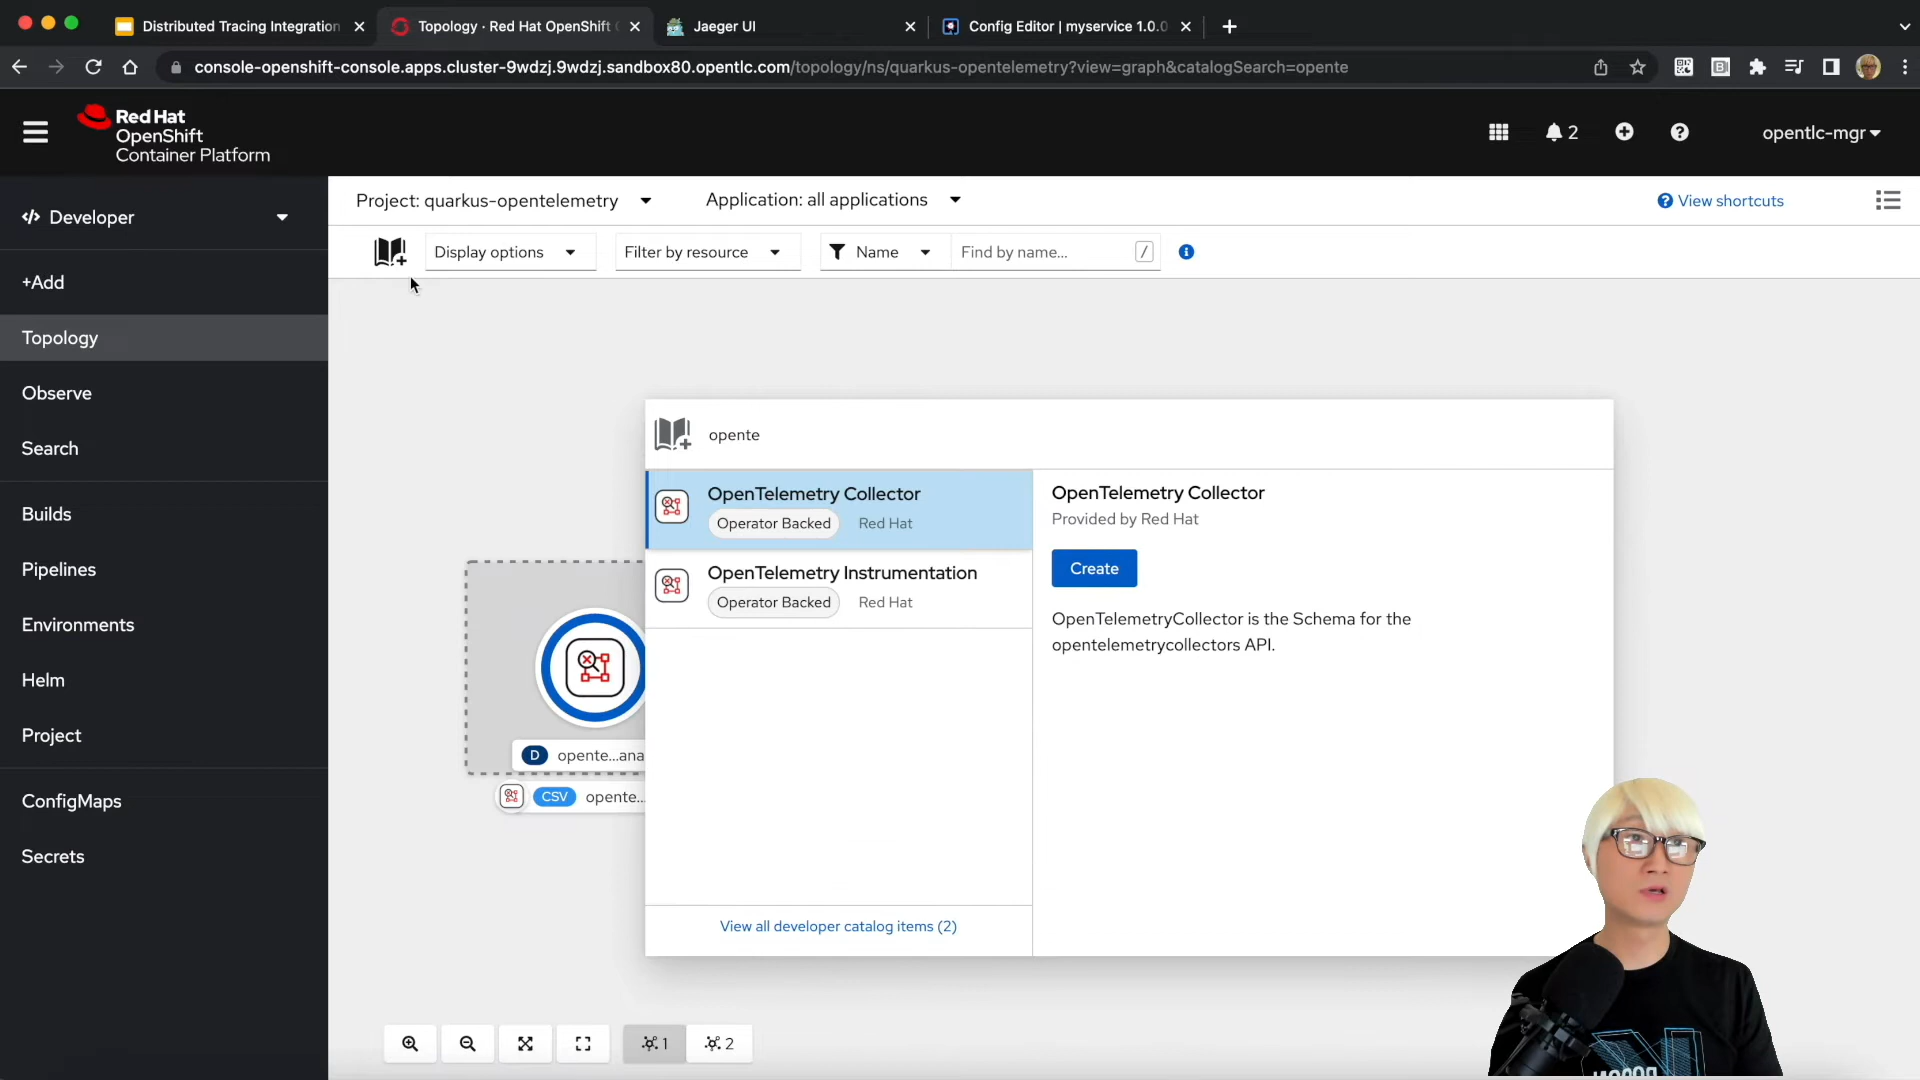 Distributed Tracing Integration
Topology · Red Hat OpenShift
Jaeger UI
Config Editor | myservice 1.0.0
console-openshift-console.apps.cluster-9wdzj.9wdzj.sandbox80.opentlc.com/topology/ns/quarkus-opentelemetry?view=graph&catalogSearch=opente
Red Hat
OpenShift
Container Platform
2
opentlc-mgr
Developer
Project: quarkus-opentelemetry
Application: all applications
View shortcuts
Display options
Filter by resource
Name
Find by name...
/
+Add
Topology
Observe
Search
Builds
Pipelines
Environments
Helm
Project
ConfigMaps
Secrets
opente
OpenTelemetry Collector
Operator Backed
Red Hat
OpenTelemetry Instrumentation
Operator Backed
Red Hat
View all developer catalog items (2)
OpenTelemetry Collector
Provided by Red Hat
Create
OpenTelemetryCollector is the Schema for the
opentelemetrycollectors API.
D
opente...ana
CSV
opente...
1
2